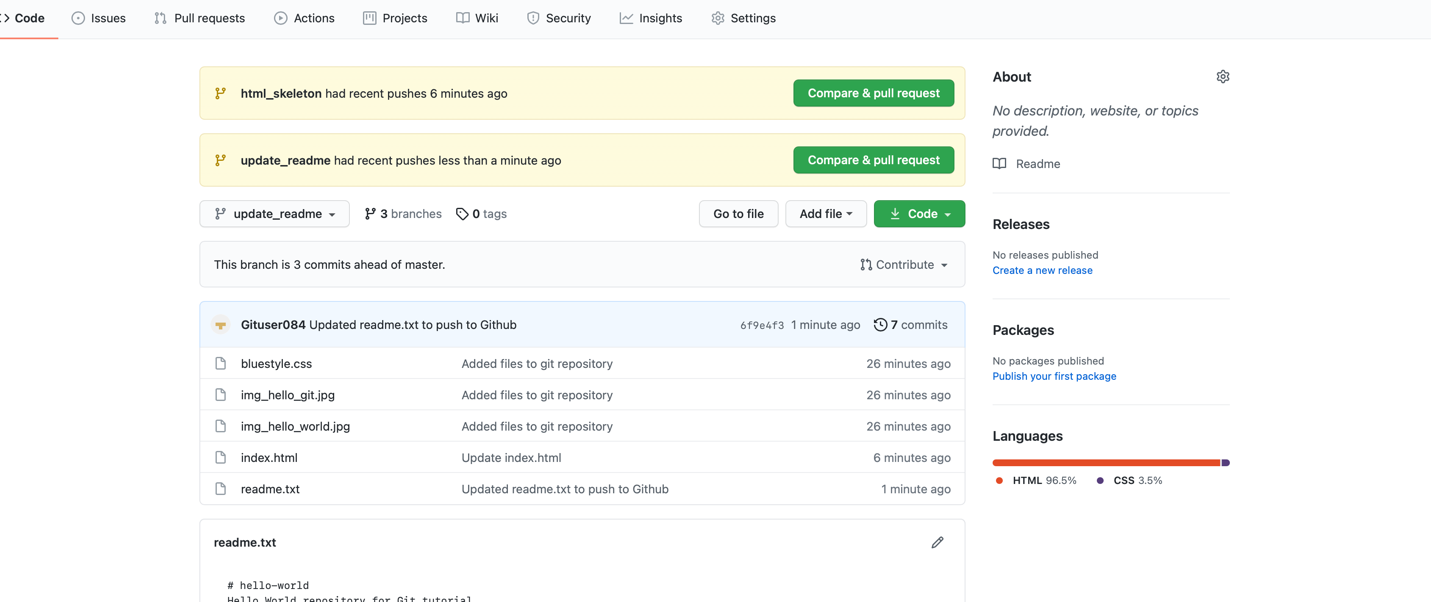 Code Issues Pull requests Actions Projects Wiki Security Insights Settings
html_skeleton had recent pushes 6 minutes ago Compare & pull request
update_readme had recent pushes less than a minute ago Compare & pull request
update_readme 3 branches 0 tags Go to file Add file Code
This branch is 3 commits ahead of master. Contribute
Gituser084 Updated readme.txt to push to Github 6f9e4f3 1 minute ago 7 commits
bluestyle.css Added files to git repository 26 minutes ago
img_hello_git.jpg Added files to git repository 26 minutes ago
img_hello_world.jpg Added files to git repository 26 minutes ago
index.html Update index.html 6 minutes ago
readme.txt Updated readme.txt to push to Github 1 minute ago
readme.txt
# hello-world
Hello World repository for Git tutorial
About
No description, website, or topics
provided.
Readme
Releases
No releases published
Create a new release
Packages
No packages published
Publish your first package
Languages
HTML 96.5% CSS 3.5%